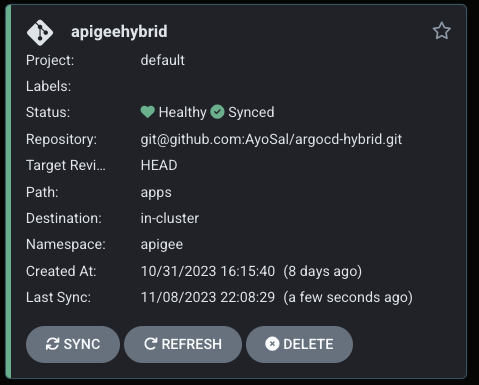 apigeehybrid
Project: default
Labels:
Status: Healthy Synced
Repository: git@github.com:AyoSal/argocd-hybrid.git
Target Revi... HEAD
Path: apps
Destination: in-cluster
Namespace: apigee
Created At: 10/31/2023 16:15:40 (8 days ago)
Last Sync: 11/08/2023 22:08:29 (a few seconds ago)
SYNC REFRESH DELETE